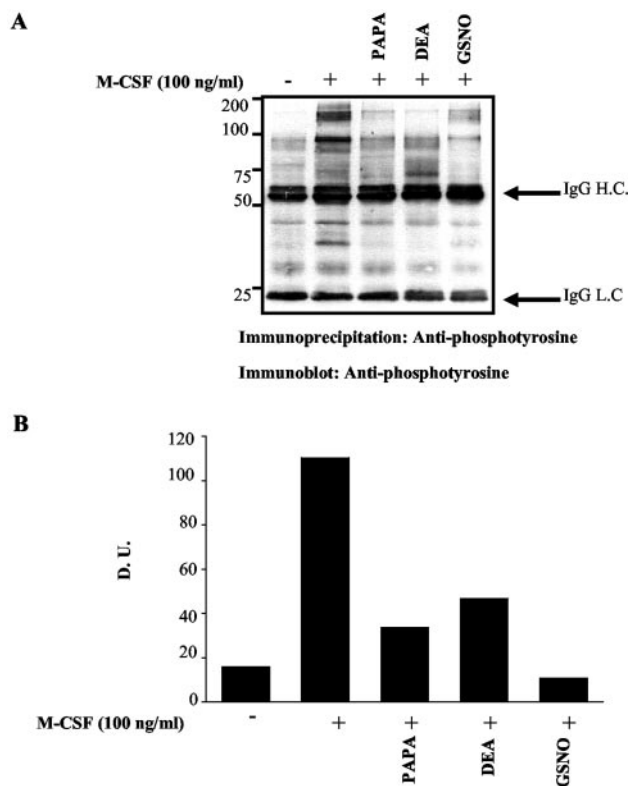 A
PAPA DEA GSNO
M-CSF (100 ng/ml) - + + + +
200
100
75
50
25
IgG H.C.
IgG L.C
Immunoprecipitation: Anti-phosphotyrosine
Immunoblot: Anti-phosphotyrosine
B
120
100
80
60
40
20
0
D. U.
M-CSF (100 ng/ml) - + + + +
PAPA DEA GSNO